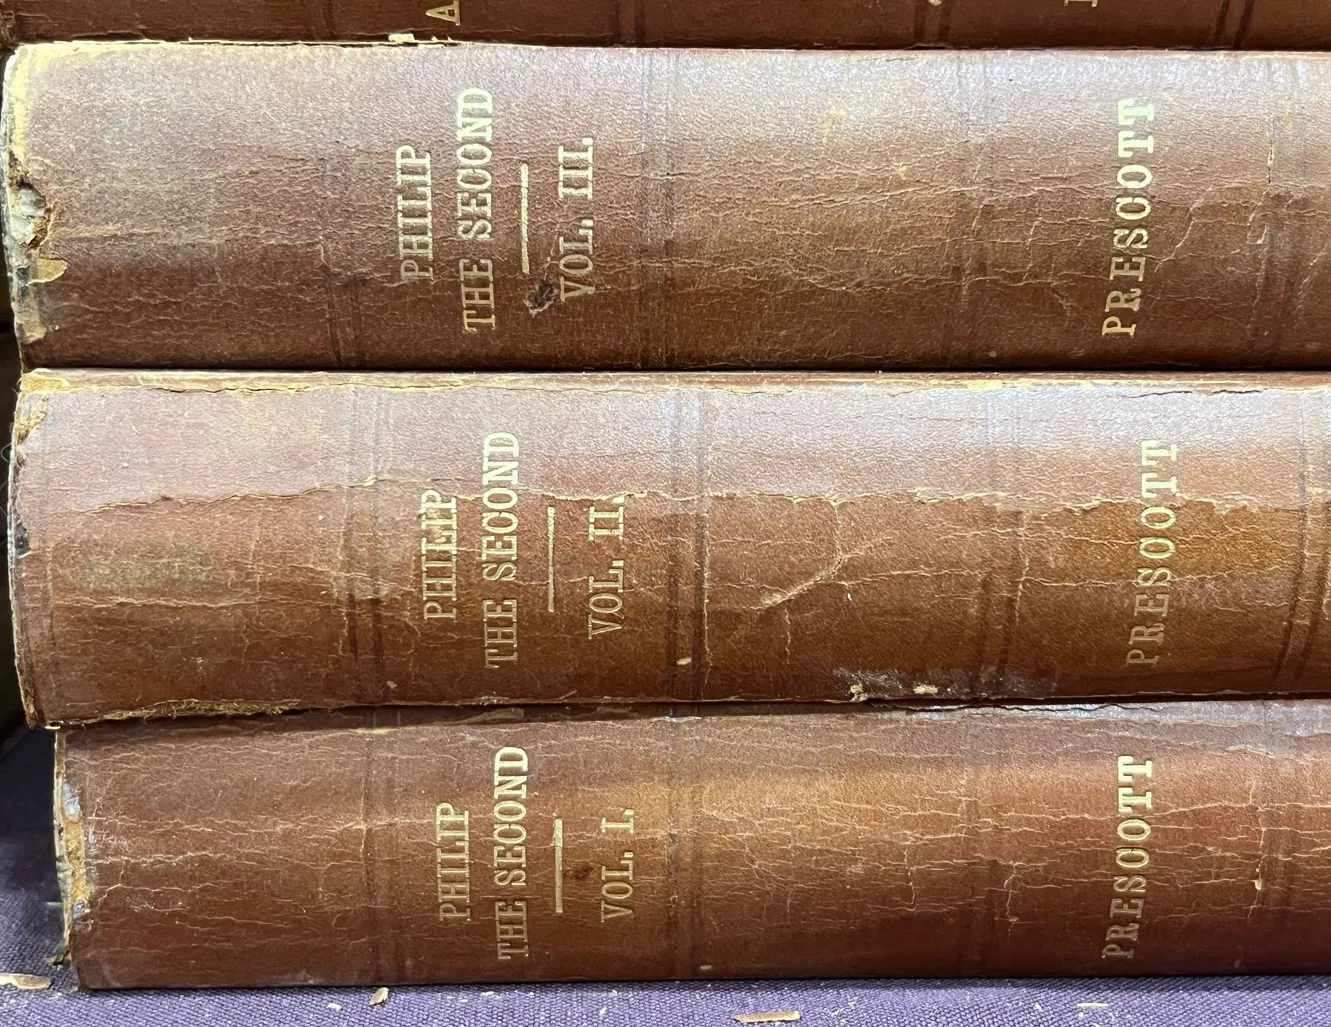 PHILIP
THE SECOND
VOL. III.
PRESCOTT
PHILIP
THE SECOND
VOL. II.
PRESCOTT
PHILIP
THE SECOND
VOL. I.
PRESCOTT